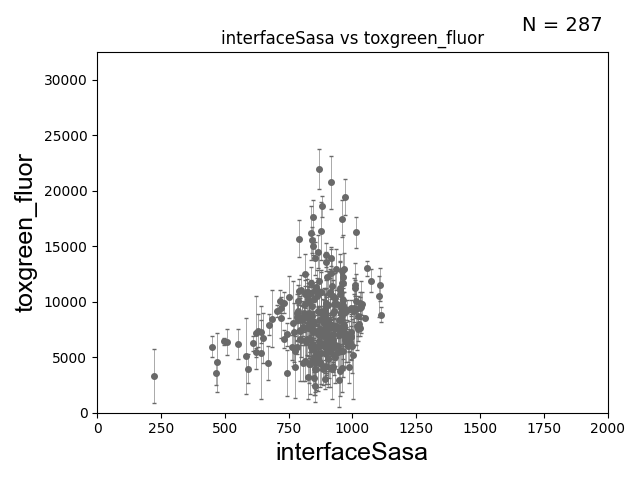 N = 287
interfaceSasa vs toxgreen_fluor
30000
25000
20000
15000
10000
5000
0
toxgreen_fluor
0 250 500 750 1000 1250 1500 1750 2000
interfaceSasa